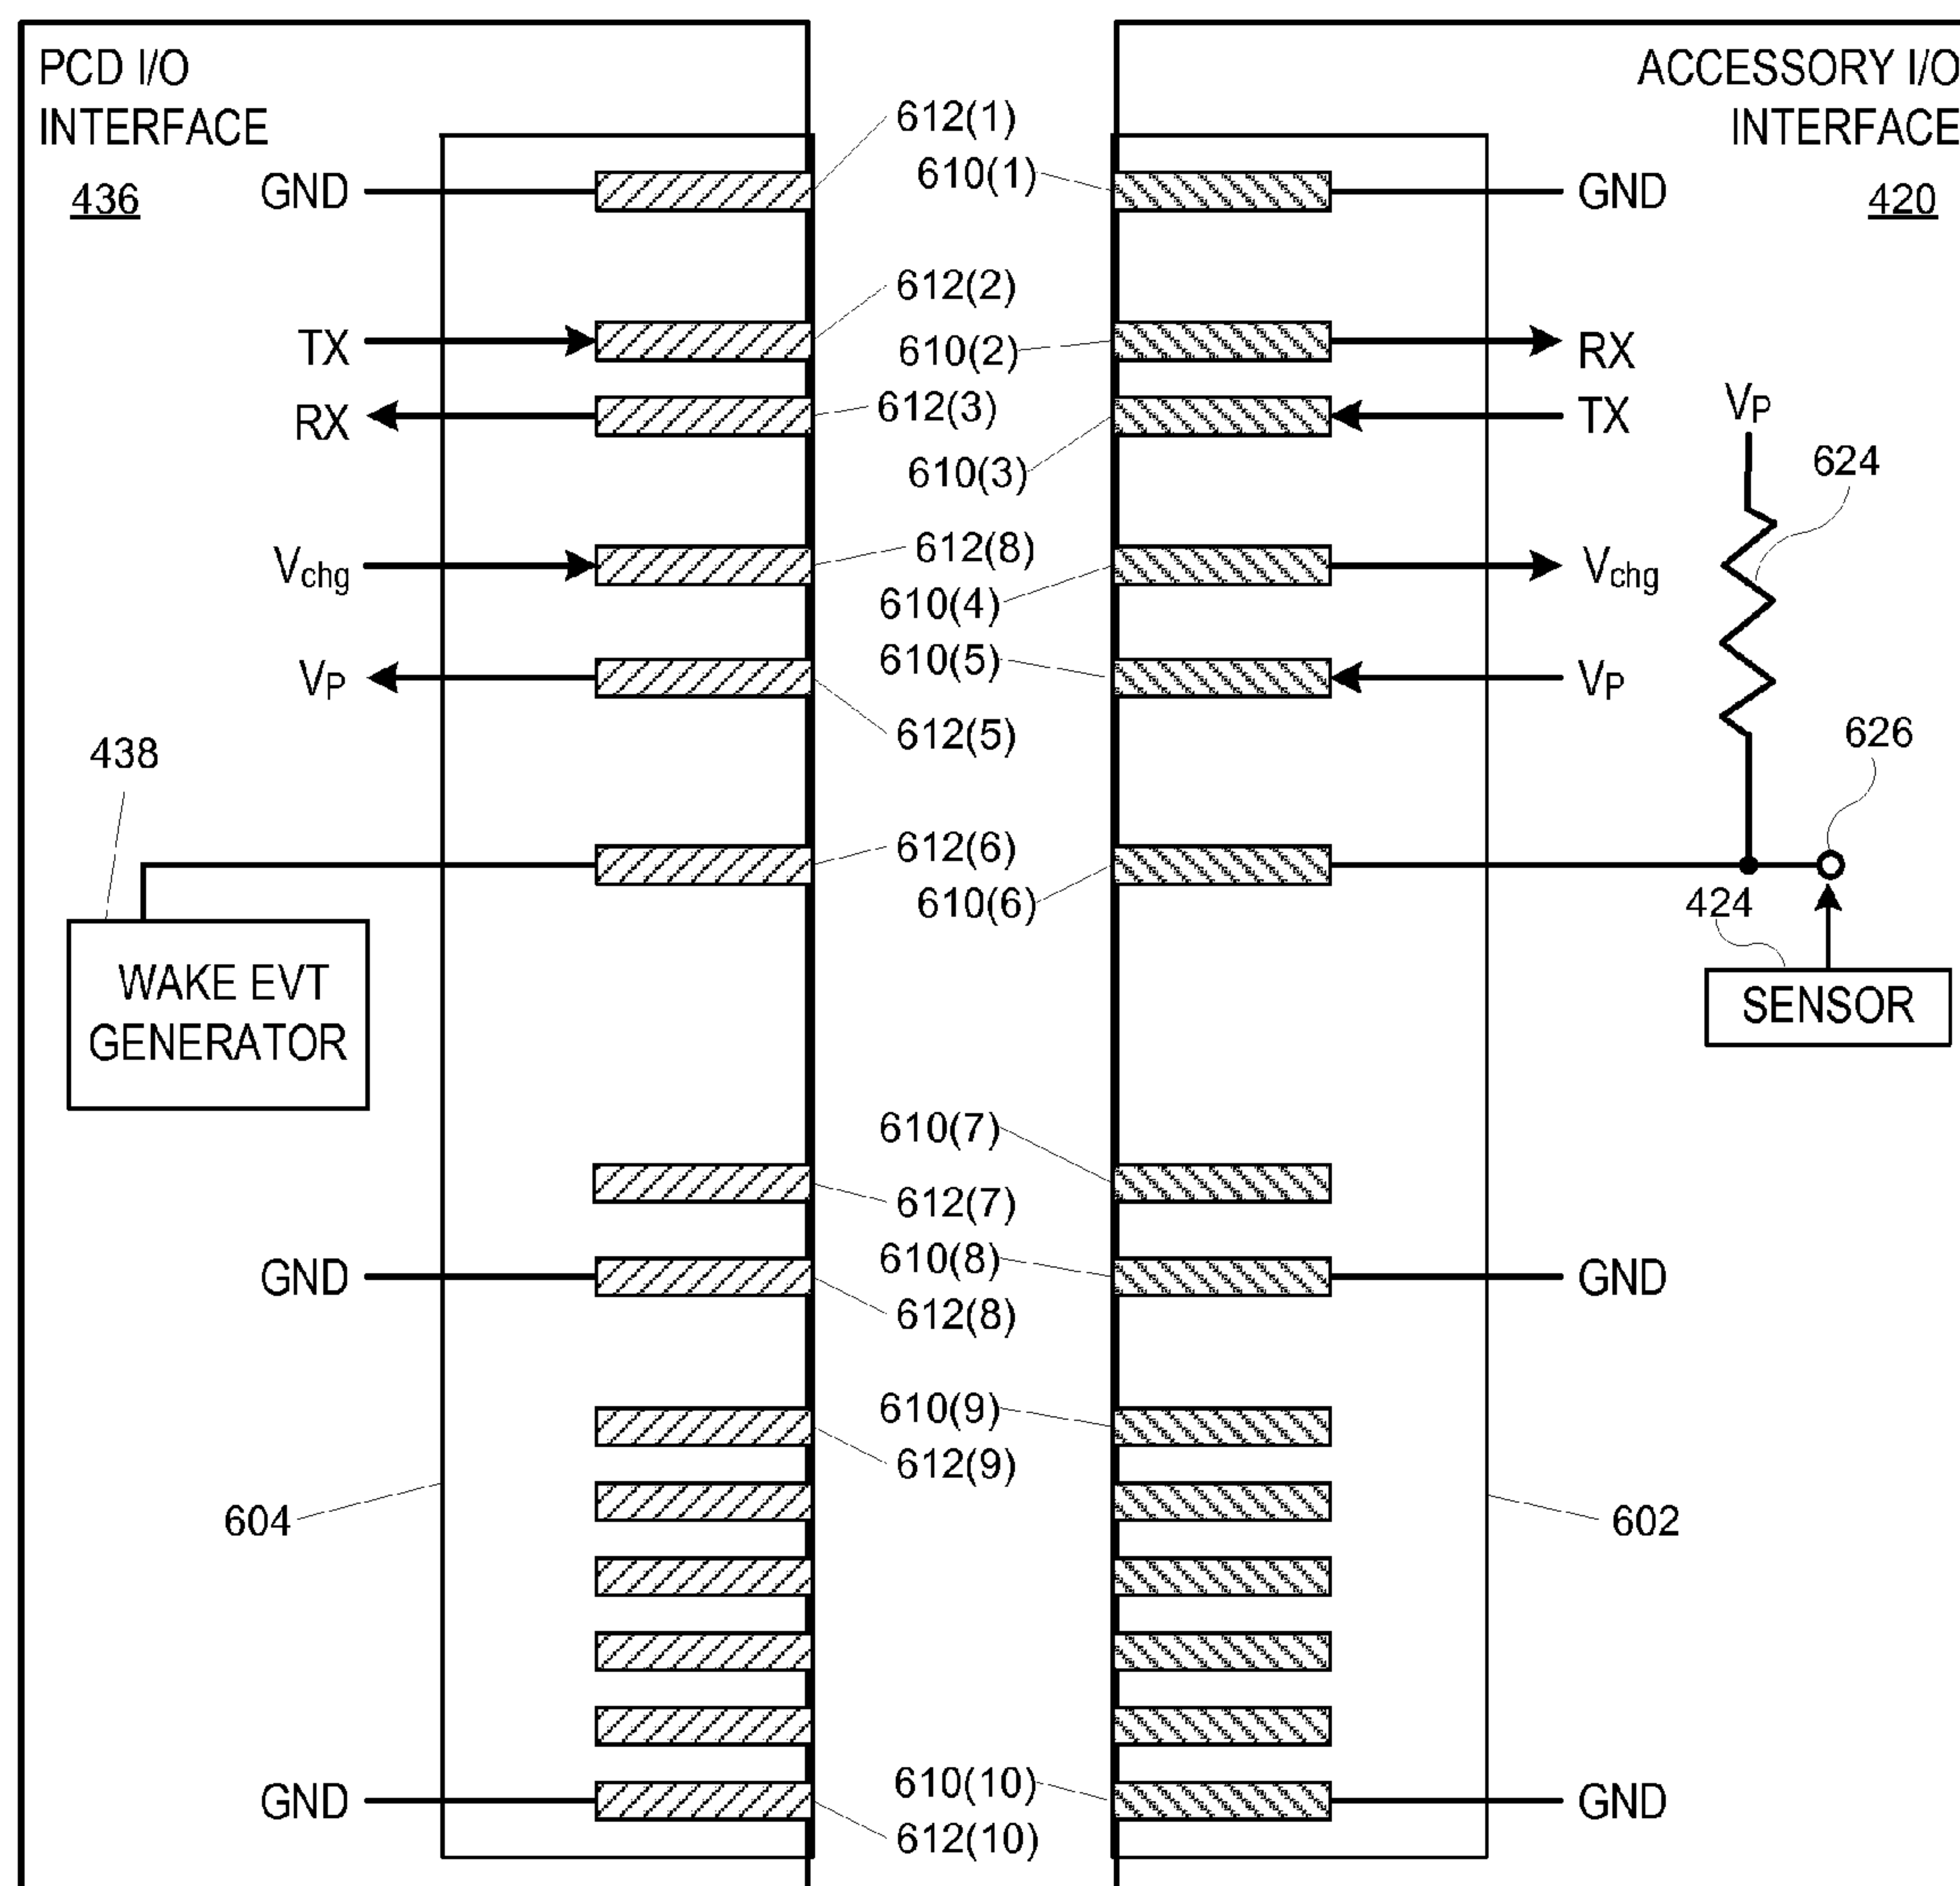 PCD I/O
INTERFACE
436
ACCESSORY I/O
INTERFACE
420
612(1)
610(1)
GND
GND
612(2)
610(2)
TX
RX
612(3)
610(3)
RX
TX
VP
624
612(8)
610(4)
Vchg
Vchg
610(5)
612(5)
VP
VP
438
626
612(6)
610(6)
424
WAKE EVT
GENERATOR
SENSOR
610(7)
612(7)
610(8)
612(8)
GND
GND
610(9)
612(9)
604
602
610(10)
612(10)
GND
GND